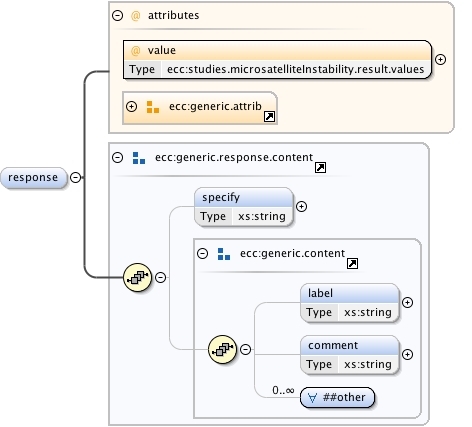 @ attributes
@ value
Type ecc:studies.microsatelliteInstability.result.values
ecc:generic.attrib
response
ecc:generic.response.content
specify
Type xs:string
ecc:generic.content
label
Type xs:string
comment
Type xs:string
0..∞
∀ ##other